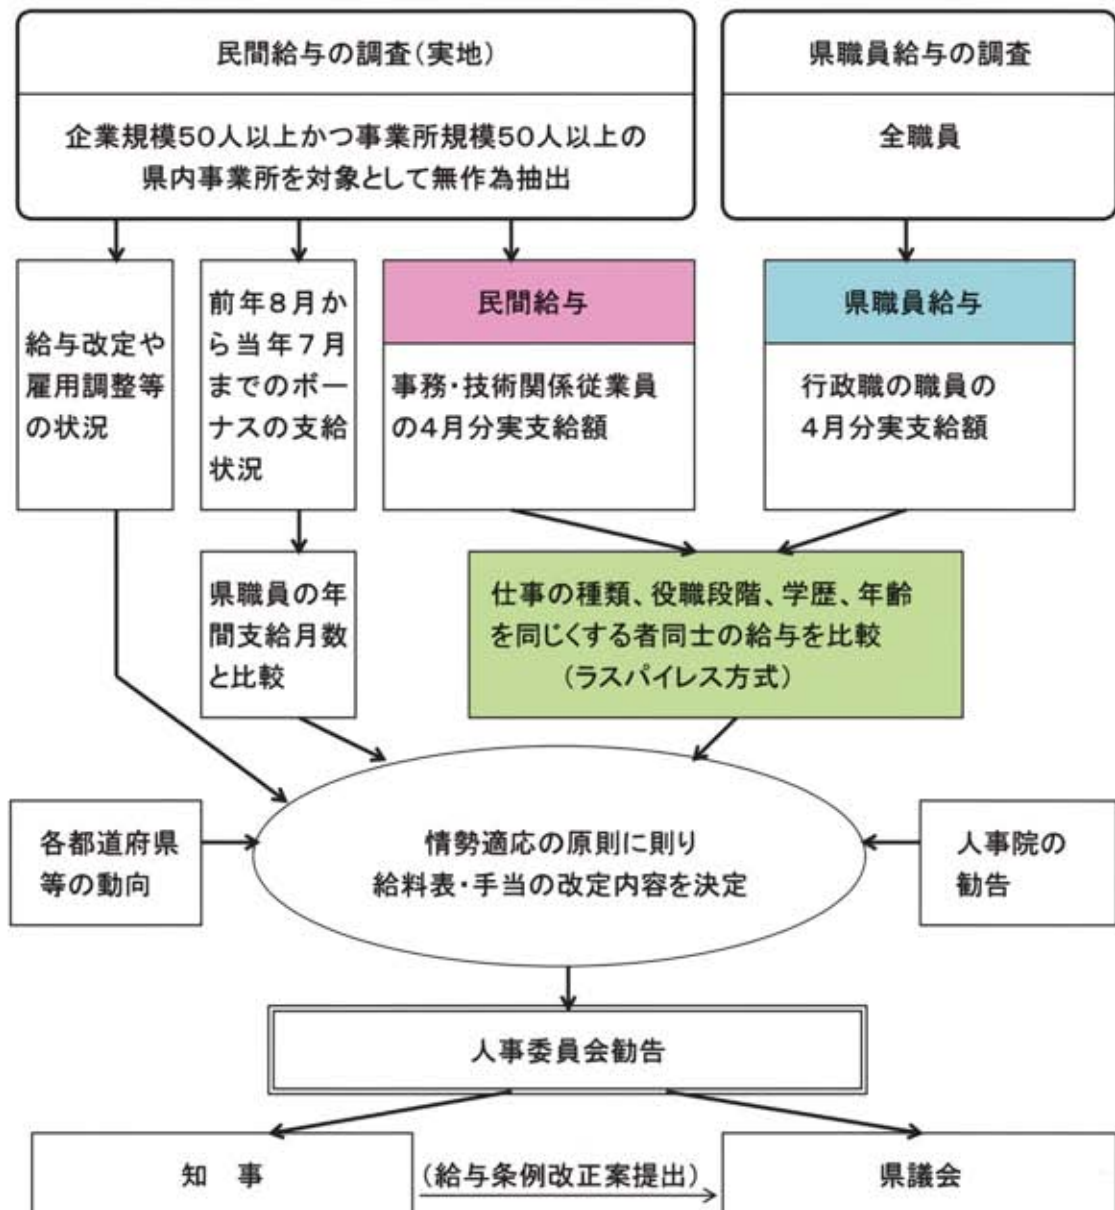 民間給与の調査(実地)
企業規模50人以上かつ事業所規模50人以上の
県内事業所を対象として無作為抽出
県職員給与の調査
全職員
給与改定や
雇用調整等
の状況
前年8月か
ら当年7月
までのボー
ナスの支給
状況
民間給与
事務・技術関係従業員
の4月分実支給額
県職員給与
行政職の職員の
4月分実支給額
県職員の年
間支給月数
と比較
仕事の種類、役職段階、学歴、年齢
を同じくする者同士の給与を比較
(ラスパイレス方式)
各都道府県
等の動向
情勢適応の原則に則り
給料表・手当の改定内容を決定
人事院の
勧告
人事委員会勧告
知 事
(給与条例改正案提出)
県議会